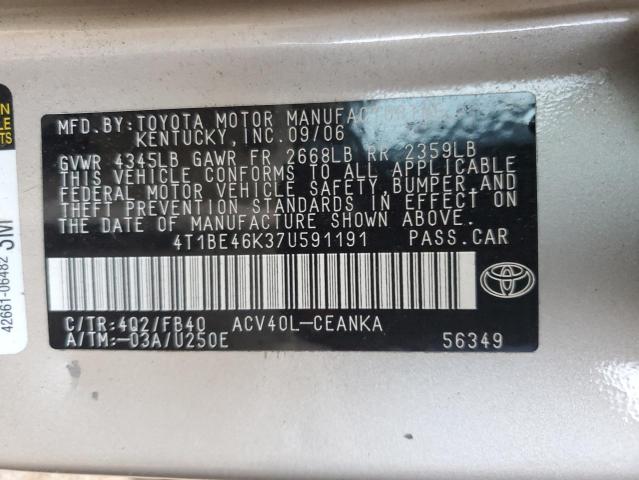 MFD.BY:TOYOTA MOTOR MANUFACTURING
KENTUCKY,INC.09/06
GVWR 4345LB GAWR FR 2668LB RR 2359LB
THIS VEHICLE CONFORMS TO ALL APPLICABLE
FEDERAL MOTOR VEHICLE SAFETY,BUMPER,AND
THEFT PREVENTION STANDARDS IN EFFECT ON
THE DATE OF MANUFACTURE SHOWN ABOVE.
4T1BE46K37U591191 PASS.CAR
C/TR:4Q2/FB40 ACV40L-CEANKA
A/TM:-03A/U250E 56349
TOYOTA
42661-06482